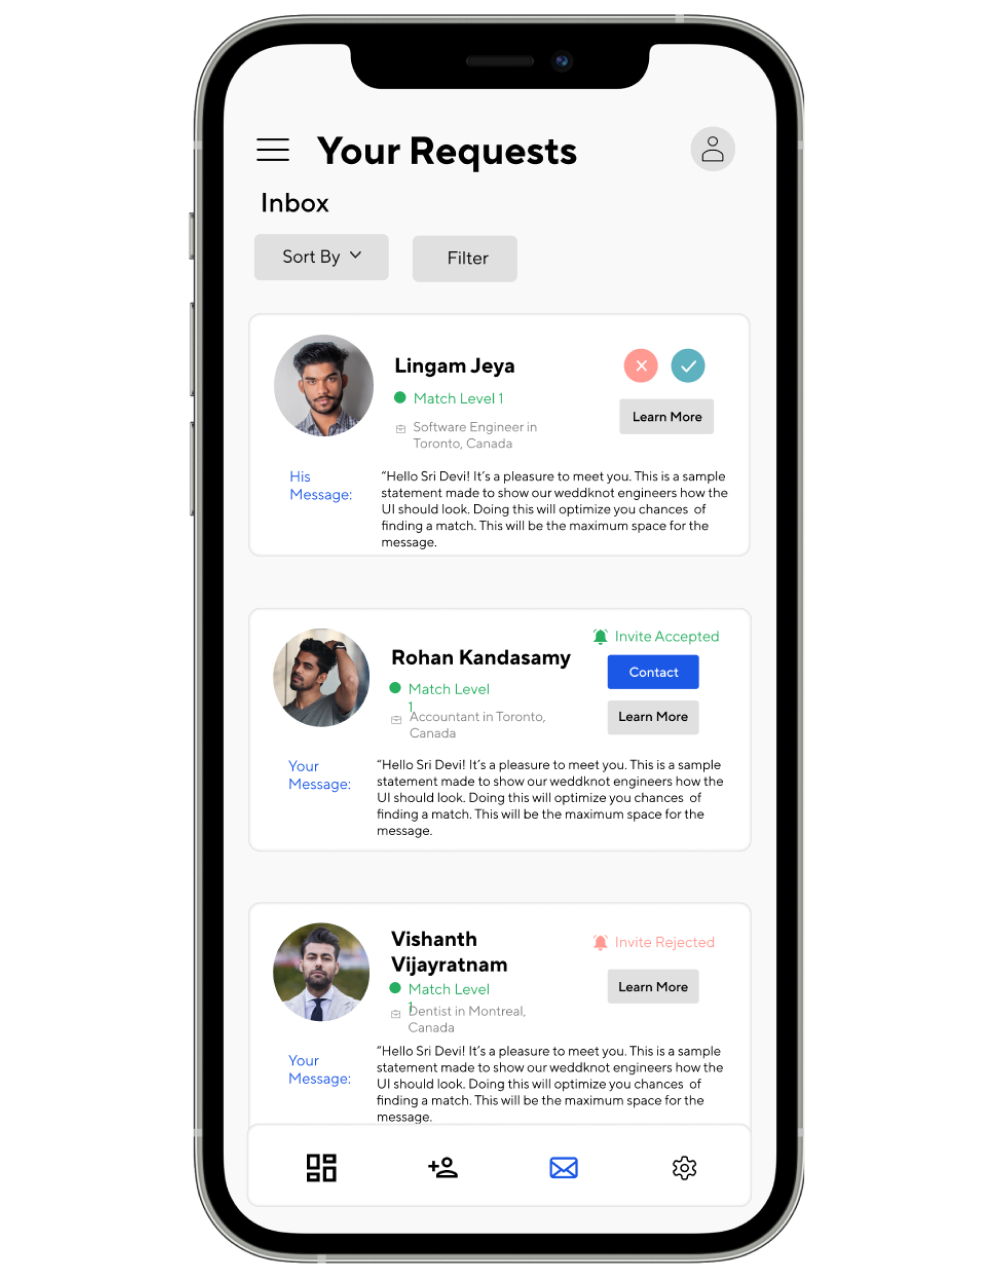 Your Requests
Inbox
Sort By
Filter
Lingam Jeya
Match Level 1
Software Engineer in
Toronto, Canada
Learn More
His
Message:
“Hello Sri Devi! It’s a pleasure to meet you. This is a sample
statement made to show our weddknot engineers how the
UI should look. Doing this will optimize you chances  of
finding a match. This will be the maximum space for the
message.
Invite Accepted
Rohan Kandasamy
Contact
Match Level
1
Accountant in Toronto,
Canada
Learn More
Your
Message:
“Hello Sri Devi! It’s a pleasure to meet you. This is a sample
statement made to show our weddknot engineers how the
UI should look. Doing this will optimize you chances  of
finding a match. This will be the maximum space for the
message.
Vishanth
Vijayratnam
Invite Rejected
Match Level
1
Dentist in Montreal,
Canada
Learn More
Your
Message:
“Hello Sri Devi! It’s a pleasure to meet you. This is a sample
statement made to show our weddknot engineers how the
UI should look. Doing this will optimize you chances  of
finding a match. This will be the maximum space for the
message.